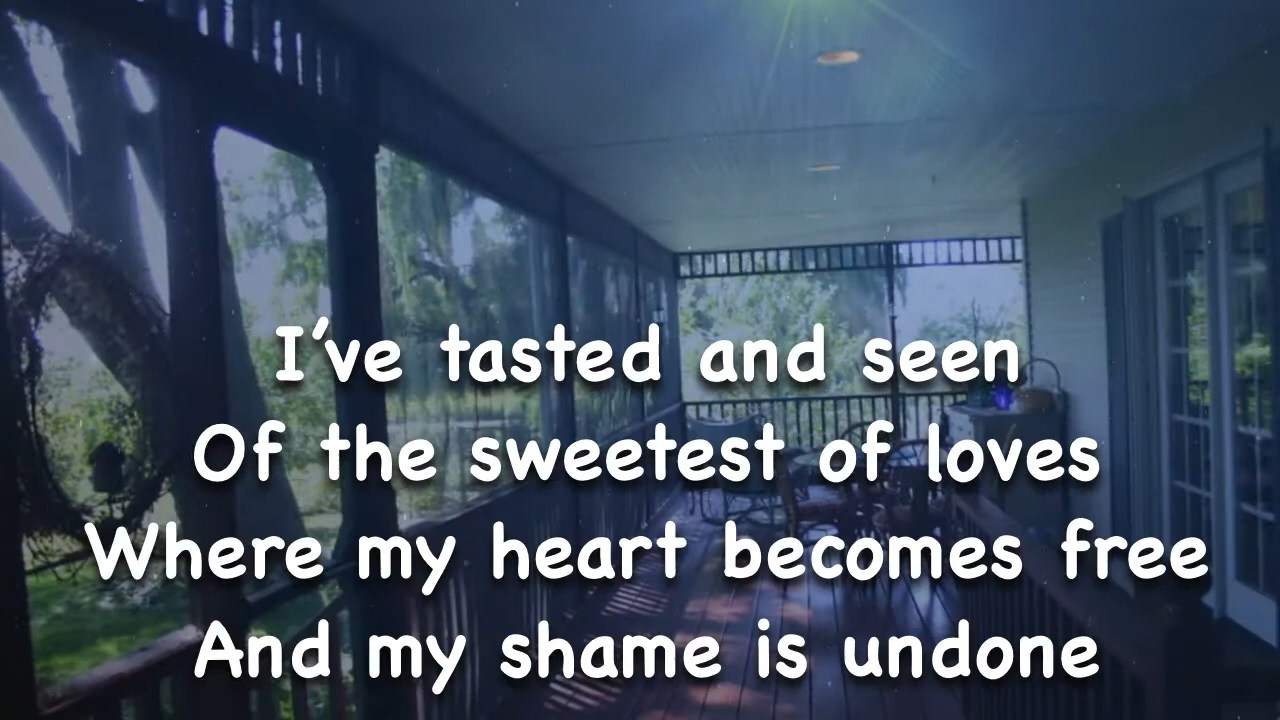 I've tasted and seen
Of the sweetest of loves
Where my heart becomes free
And my shame is undone